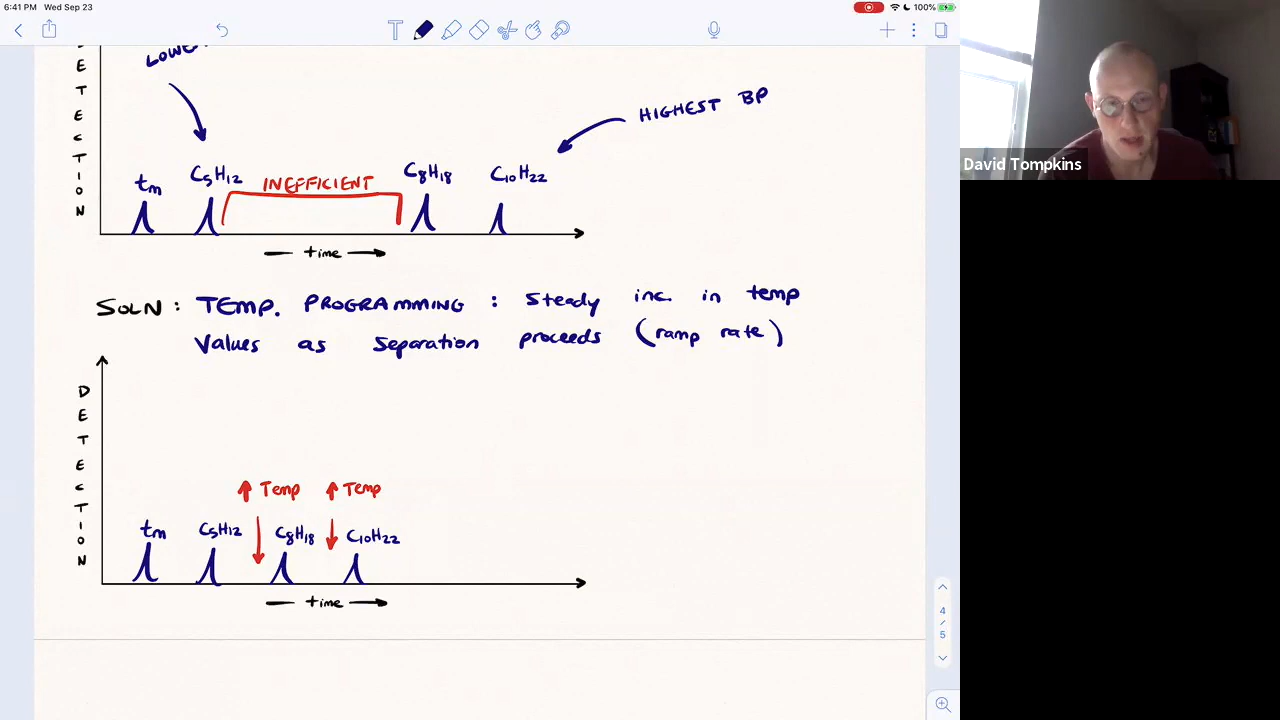 6:41 PM Wed Sep 23
100%
DETECTION
HIGHEST BP
tm
C5H12
INEFFICIENT
C8H18
C10H22
time
SOLN: TEMP. PROGRAMMING: Steady inc. in temp
Values as separation proceeds (ramp rate)
DETECTION
↑ Temp ↑ Temp
tm
C5H12
C8H18
C10H22
time
4
/
5
David Tompkins